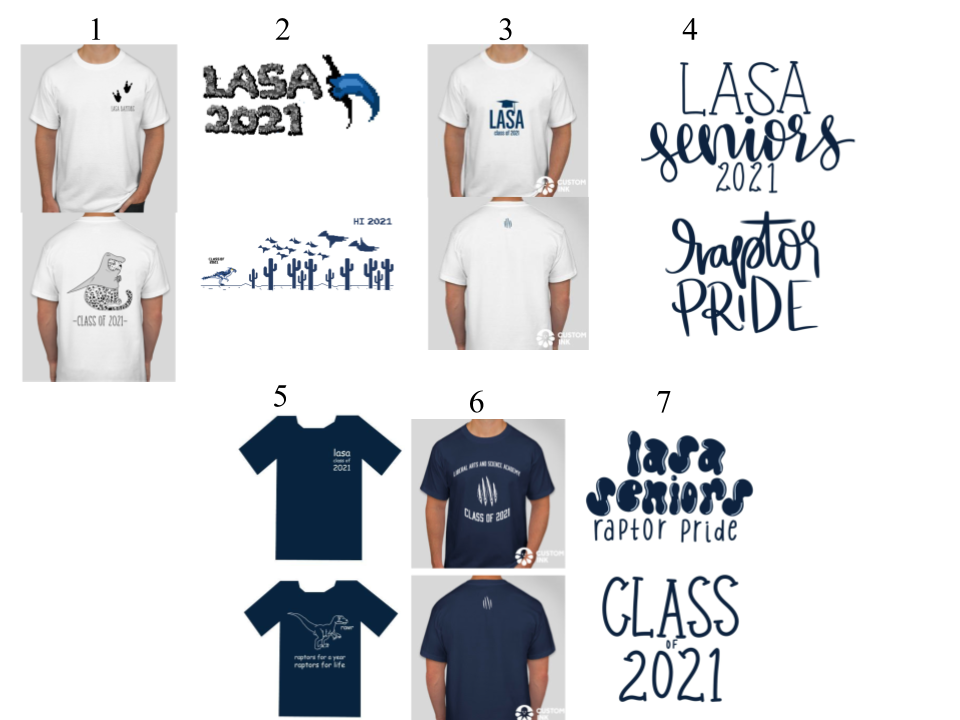 1
2
3
4
LASA RAPTORS
LASA
2021
LASA
class of 2021
CUSTOM
INK
LASA
seniors
2021
-CLASS OF 2021-
HI 2021
CLASS OF
2021
CUSTOM
INK
raptor
PRIDE
5
6
7
lasa
class of
2021
LIBERAL ARTS AND SCIENCE ACADEMY
CLASS OF 2021
CUSTOM
INK
lasa
seniors
raptor pride
roar
raptors for a year
raptors for life
CUSTOM
INK
CLASS
OF
2021